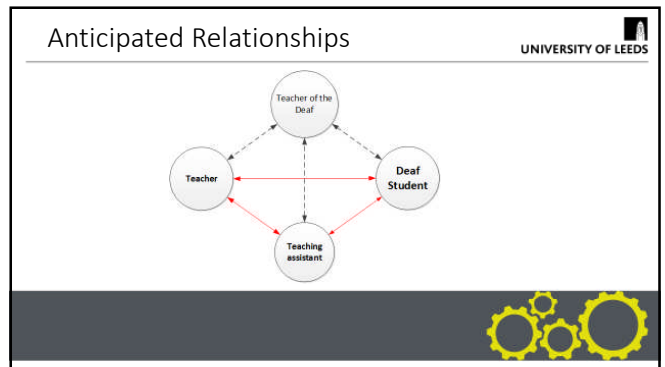 Anticipated Relationships
UNIVERSITY OF LEEDS
Teacher of the
Deaf
Teacher
Deaf
Student
Teaching
assistant